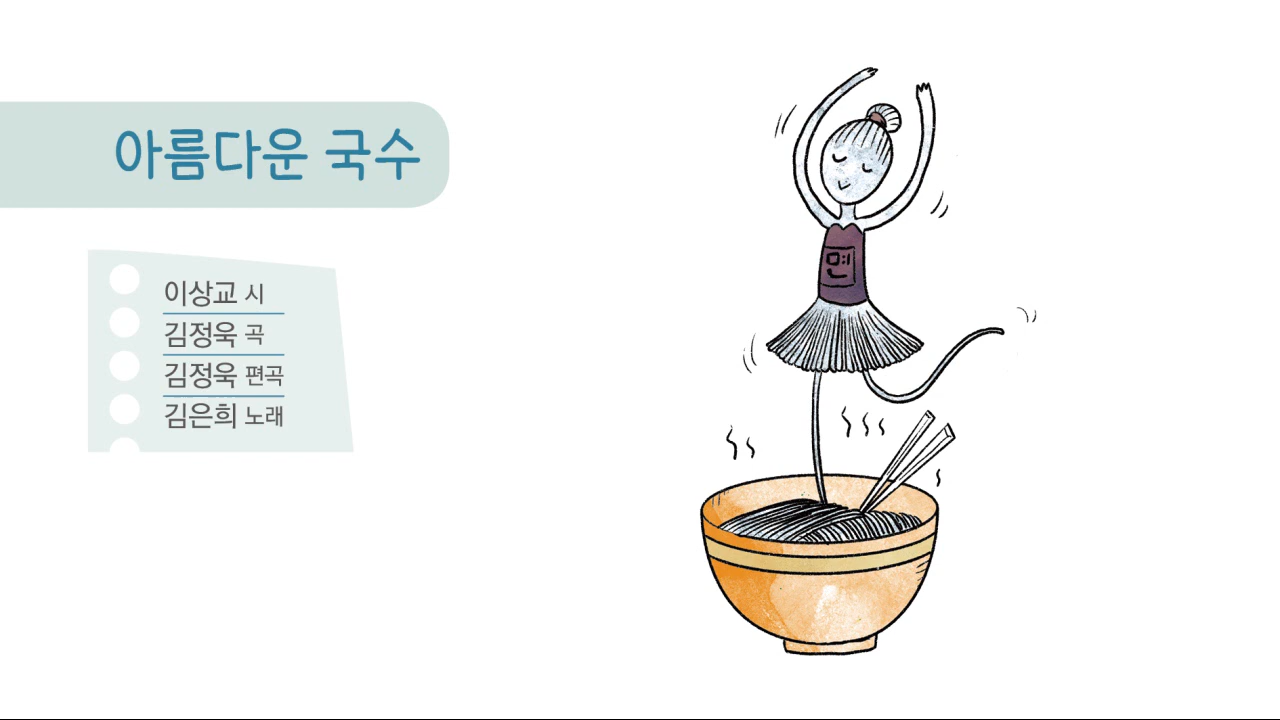 아름다운 국수
이상교 시
김정욱 곡
김정욱 편곡
김은희 노래
면